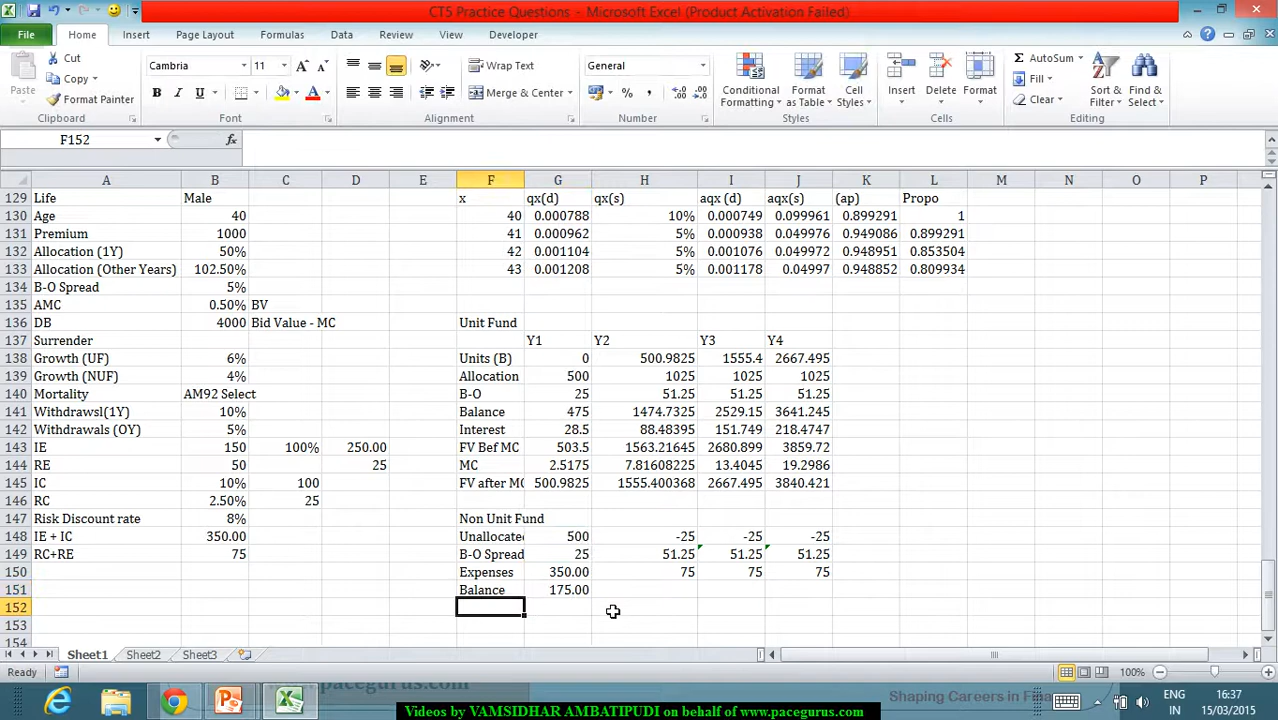 CT5 Practice Questions - Microsoft Excel (Product Activation Failed)
File Home Insert Page Layout Formulas Data Review View Developer
Cut Cambria 11 Wrap Text General Σ AutoSum
Copy Fill
Paste Format Painter B I U Merge & Center % , Conditional Formatting Format as Table Cell Styles Insert Delete Format Clear Sort & Filter Find & Select
Clipboard Font Alignment Number Styles Cells Editing
F152 fx
A B C D E F G H I J K L M N O P
129 Life Male x qx(d) qx(s) aqx (d) aqx(s) (ap) Propo
130 Age 40 40 0.000788 10% 0.000749 0.099961 0.899291 1
131 Premium 1000 41 0.000962 5% 0.000938 0.049976 0.949086 0.899291
132 Allocation (1Y) 50% 42 0.001104 5% 0.001076 0.049972 0.948951 0.853504
133 Allocation (Other Years) 102.50% 43 0.001208 5% 0.001178 0.04997 0.948852 0.809934
134 B-O Spread 5%
135 AMC 0.50% BV
136 DB 4000 Bid Value - MC Unit Fund
137 Surrender Y1 Y2 Y3 Y4
138 Growth (UF) 6% Units (B) 0 500.9825 1555.4 2667.495
139 Growth (NUF) 4% Allocation 500 1025 1025 1025
140 Mortality AM92 Select B-O 25 51.25 51.25 51.25
141 Withdrawsl(1Y) 10% Balance 475 1474.7325 2529.15 3641.245
142 Withdrawals (OY) 5% Interest 28.5 88.48395 151.749 218.4747
143 IE 150 100% 250.00 FV Bef MC 503.5 1563.21645 2680.899 3859.72
144 RE 50 25 MC 2.5175 7.81608225 13.4045 19.2986
145 IC 10% 100 FV after MC 500.9825 1555.400368 2667.495 3840.421
146 RC 2.50% 25
147 Risk Discount rate 8% Non Unit Fund
148 IE + IC 350.00 Unallocated 500 -25 -25 -25
149 RC+RE 75 B-O Spread 25 51.25 51.25 51.25
150 Expenses 350.00 75 75 75
151 Balance 175.00
152
153
154
Sheet1 Sheet2 Sheet3
Ready 100%
www.pacegurus.com Shaping Careers in Fin
ENG 16:37
IN 15/03/2015
Videos by VAMSIDHAR AMBATIPUDI on behalf of www.pacegurus.com